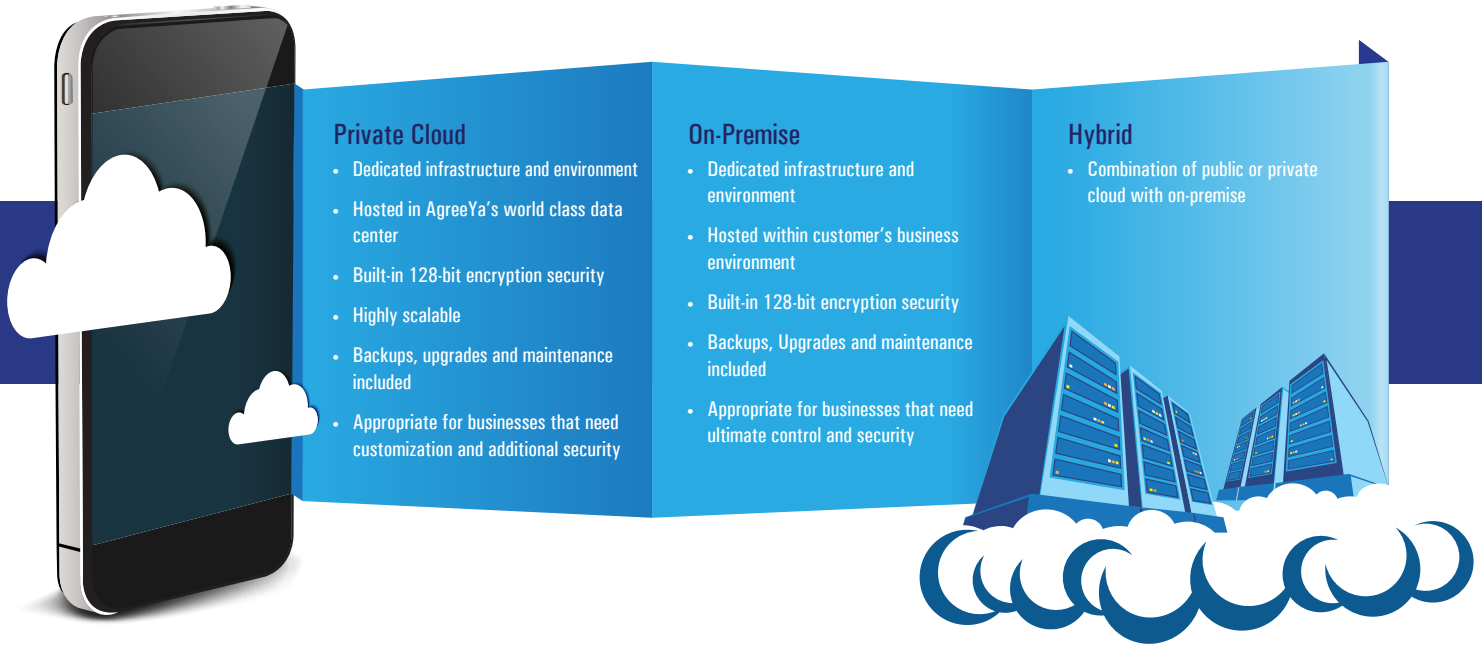 Private Cloud
• Dedicated infrastructure and environment
• Hosted in AgreeYa's world class data
center
• Built-in 128-bit encryption security
• Highly scalable
• Backups, upgrades and maintenance
included
• Appropriate for businesses that need
customization and additional security
On-Premise
• Dedicated infrastructure and
environment
• Hosted within customer's business
environment
• Built-in 128-bit encryption security
• Backups, Upgrades and maintenance
included
• Appropriate for businesses that need
ultimate control and security
Hybrid
• Combination of public or private
cloud with on-premise